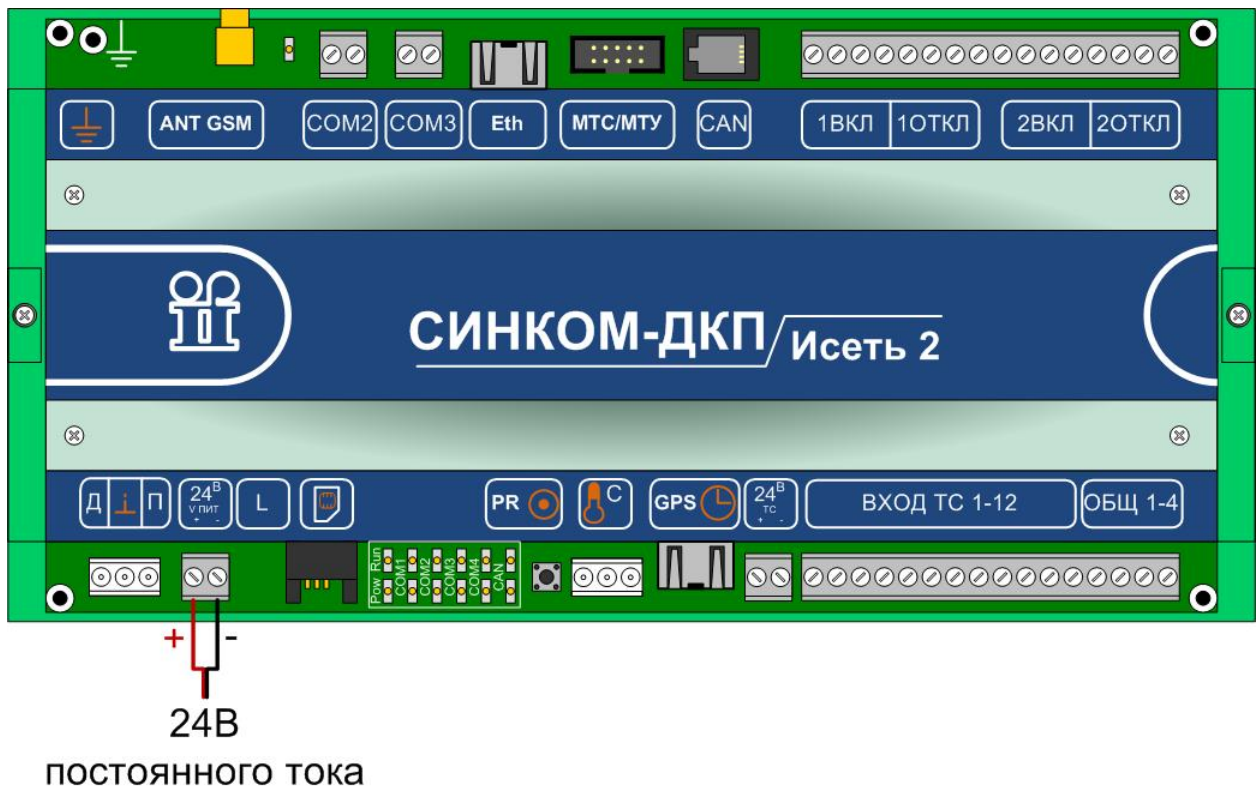 ANT GSM
COM2
COM3
Eth
МТС/МТУ
CAN
1ВКЛ
1ОТКЛ
2ВКЛ
2ОТКЛ
СИНКОМ-ДКП/Исеть 2
Д
П
24В
V ПИТ
+ -
L
PR
C
GPS
24В
ТС
+ -
ВХОД ТС 1-12
ОБЩ 1-4
Pow Run
COM1
COM2
COM3
COM4
CAN
+ -
24В
постоянного тока